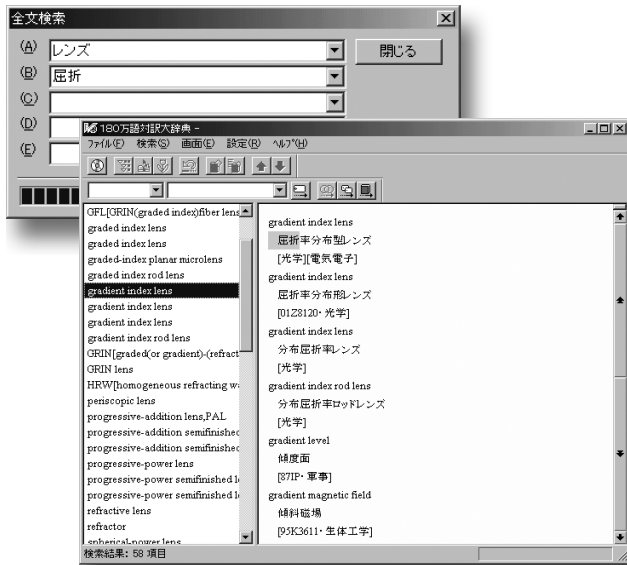 全文検索
(A) レンズ
閉じる
(B) 屈折
(C)
(D)
(E)
180万語対訳大辞典 -
ファイル(F) 検索(S) 画面(E) 設定(R) ヘルプ(H)
GFL[GRIN(graded index)fiber lens
graded index lens
graded index lens
graded-index planar microlens
graded index rod lens
gradient index lens
gradient index lens
gradient index lens
gradient index rod lens
GRIN[graded(or gradient)-(refract
GRIN lens
HRW[homogeneous refracting w
periscopic lens
progressive-addition lens,PAL
progressive-addition semifinished
progressive-addition semifinished
progressive-power lens
progressive-power semifinished l
progressive-power semifinished l
refractive lens
refractor
spherical-power lens
gradient index lens
屈折率分布型レンズ
[光学][電気電子]
gradient index lens
屈折率分布形レンズ
[01Z8120・光学]
gradient index lens
分布屈折率レンズ
[光学]
gradient index rod lens
分布屈折率ロッドレンズ
[光学]
gradient level
傾度面
[87IP・軍事]
gradient magnetic field
傾斜磁場
[95K3611・生体工学]
検索結果: 58 項目